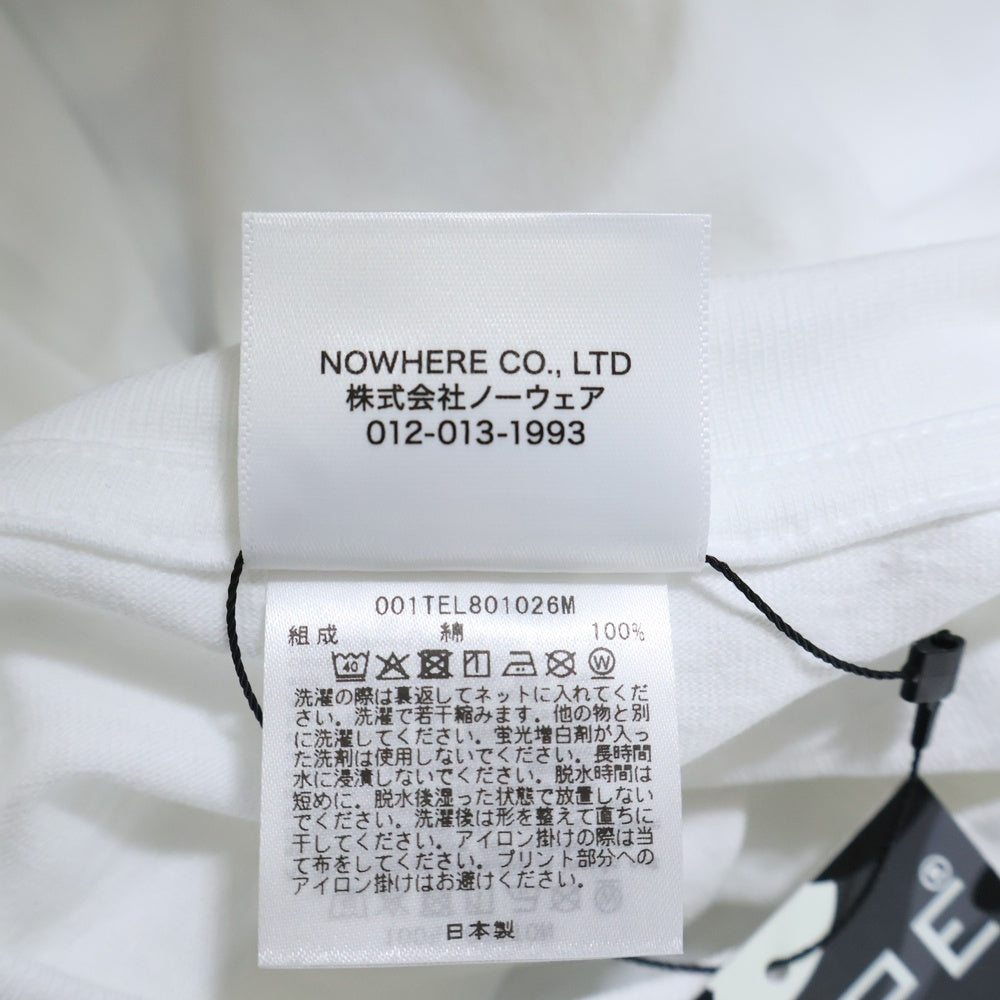 NOWHERE CO., LTD
株式会社ノーウェア
012-013-1993
001TEL801026M
組成 綿 100%
40 W
洗濯の際は裏返してネットに入れてくだ
さい。洗濯で若干縮みます。他の物と別
に洗濯してください。蛍光増白剤が入っ
た洗剤は使用しないでください。長時間
水に浸漬しないでください。脱水時間は
短めに。脱水後湿った状態で放置しない
でください。洗濯後は形を整えて直ちに
干してください。アイロン掛けの際は当
て布をしてください。プリント部分への
アイロン掛けはお避けください。
日本製
PE®